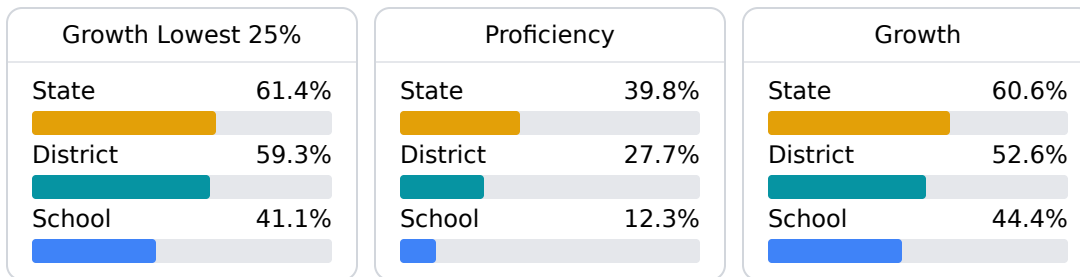 Growth Lowest 25%
State 61.4%
District 59.3%
School 41.1%
Proficiency
State 39.8%
District 27.7%
School 12.3%
Growth
State 60.6%
District 52.6%
School 44.4%